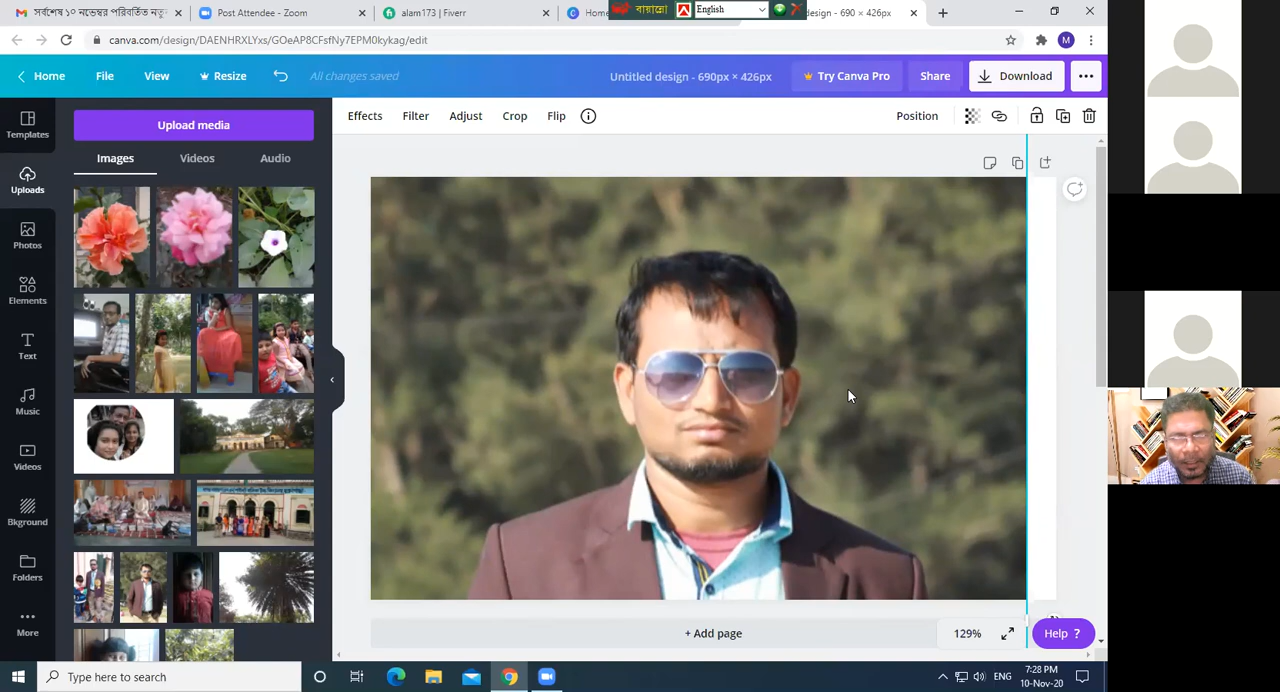 সর্বশেষ ১০ নভেম্বর পরিবর্তিত নতু
Post Attendee - Zoom
alam173 | Fiverr
Home
design - 690 × 426px
বায়ান্নো
English
canva.com/design/DAENHRXLYxs/GOeAP8CFsfNy7EPM0kykag/edit
M
Home
File
View
Resize
All changes saved
Untitled design - 690px × 426px
Try Canva Pro
Share
Download
Upload media
Effects
Filter
Adjust
Crop
Flip
Position
Images
Videos
Audio
Templates
Uploads
Photos
Elements
Text
Music
Videos
Bkground
Folders
More
+ Add page
129%
Help ?
Type here to search
ENG
7:28 PM
10-Nov-20